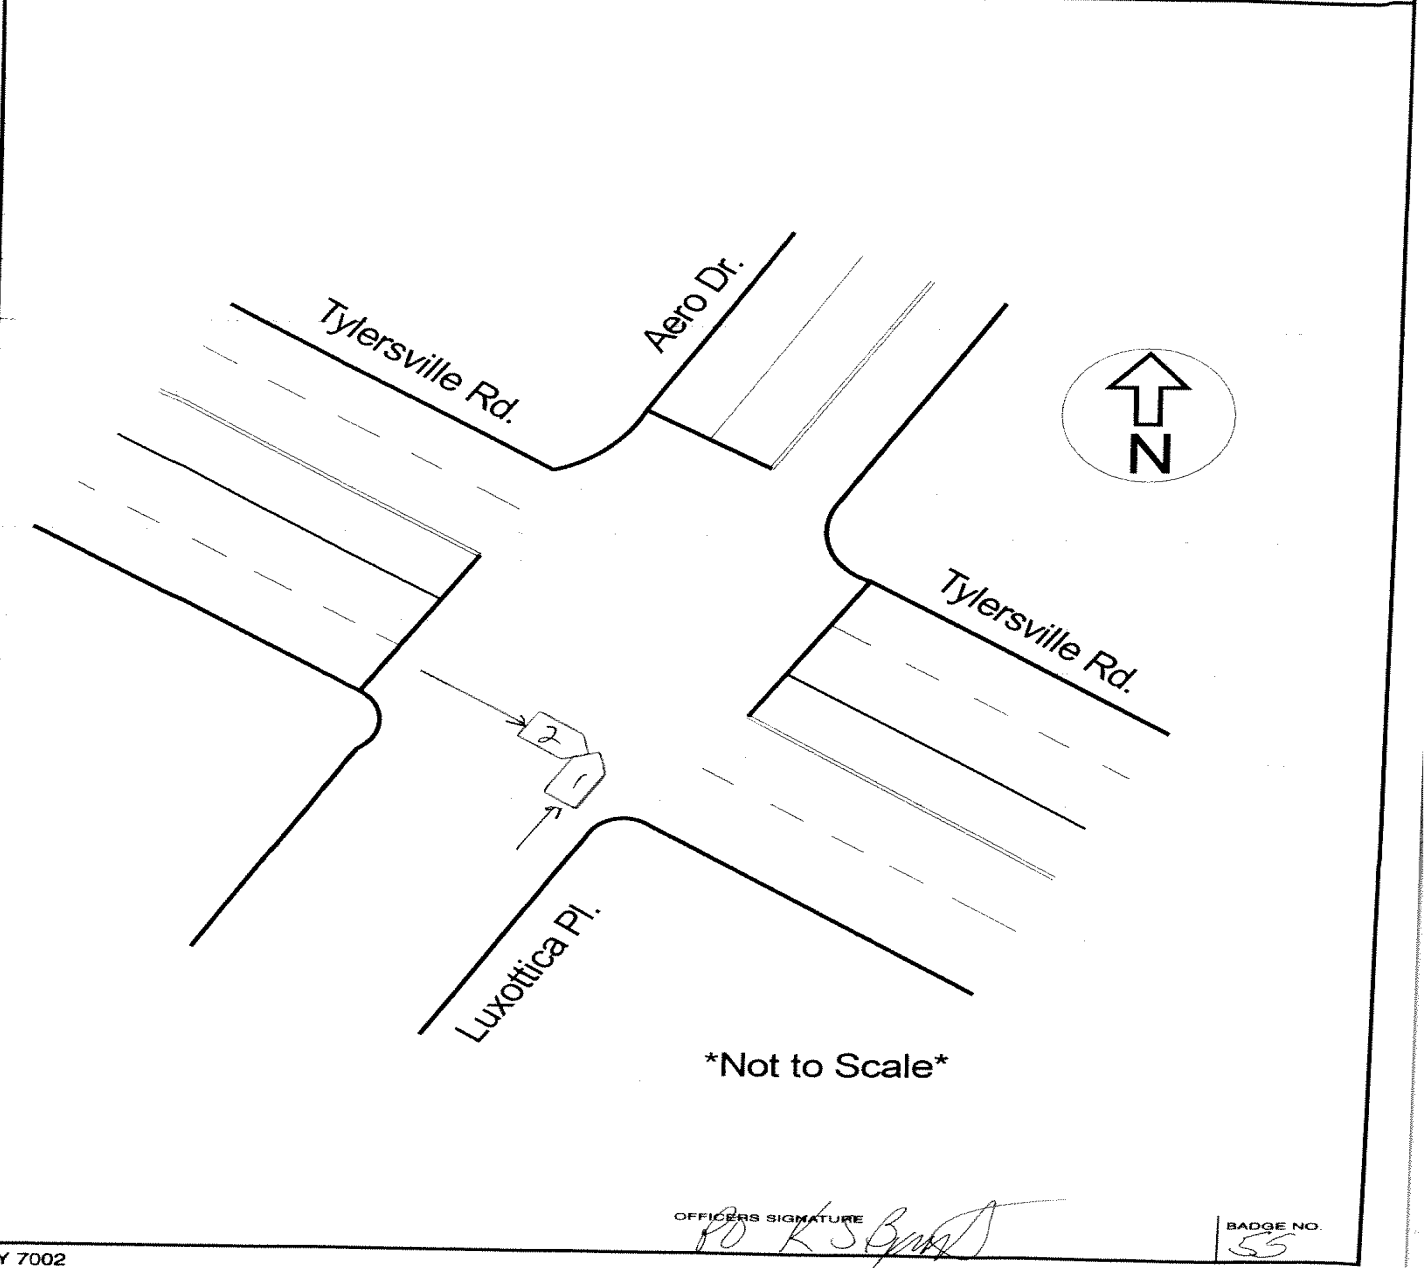 Aero Dr.
Tylersville Rd.
N
Tylersville Rd.
2
1
Luxottica Pl.
*Not to Scale*
OFFICERS SIGNATURE
PO K S
BADGE NO.
55
Y 7002